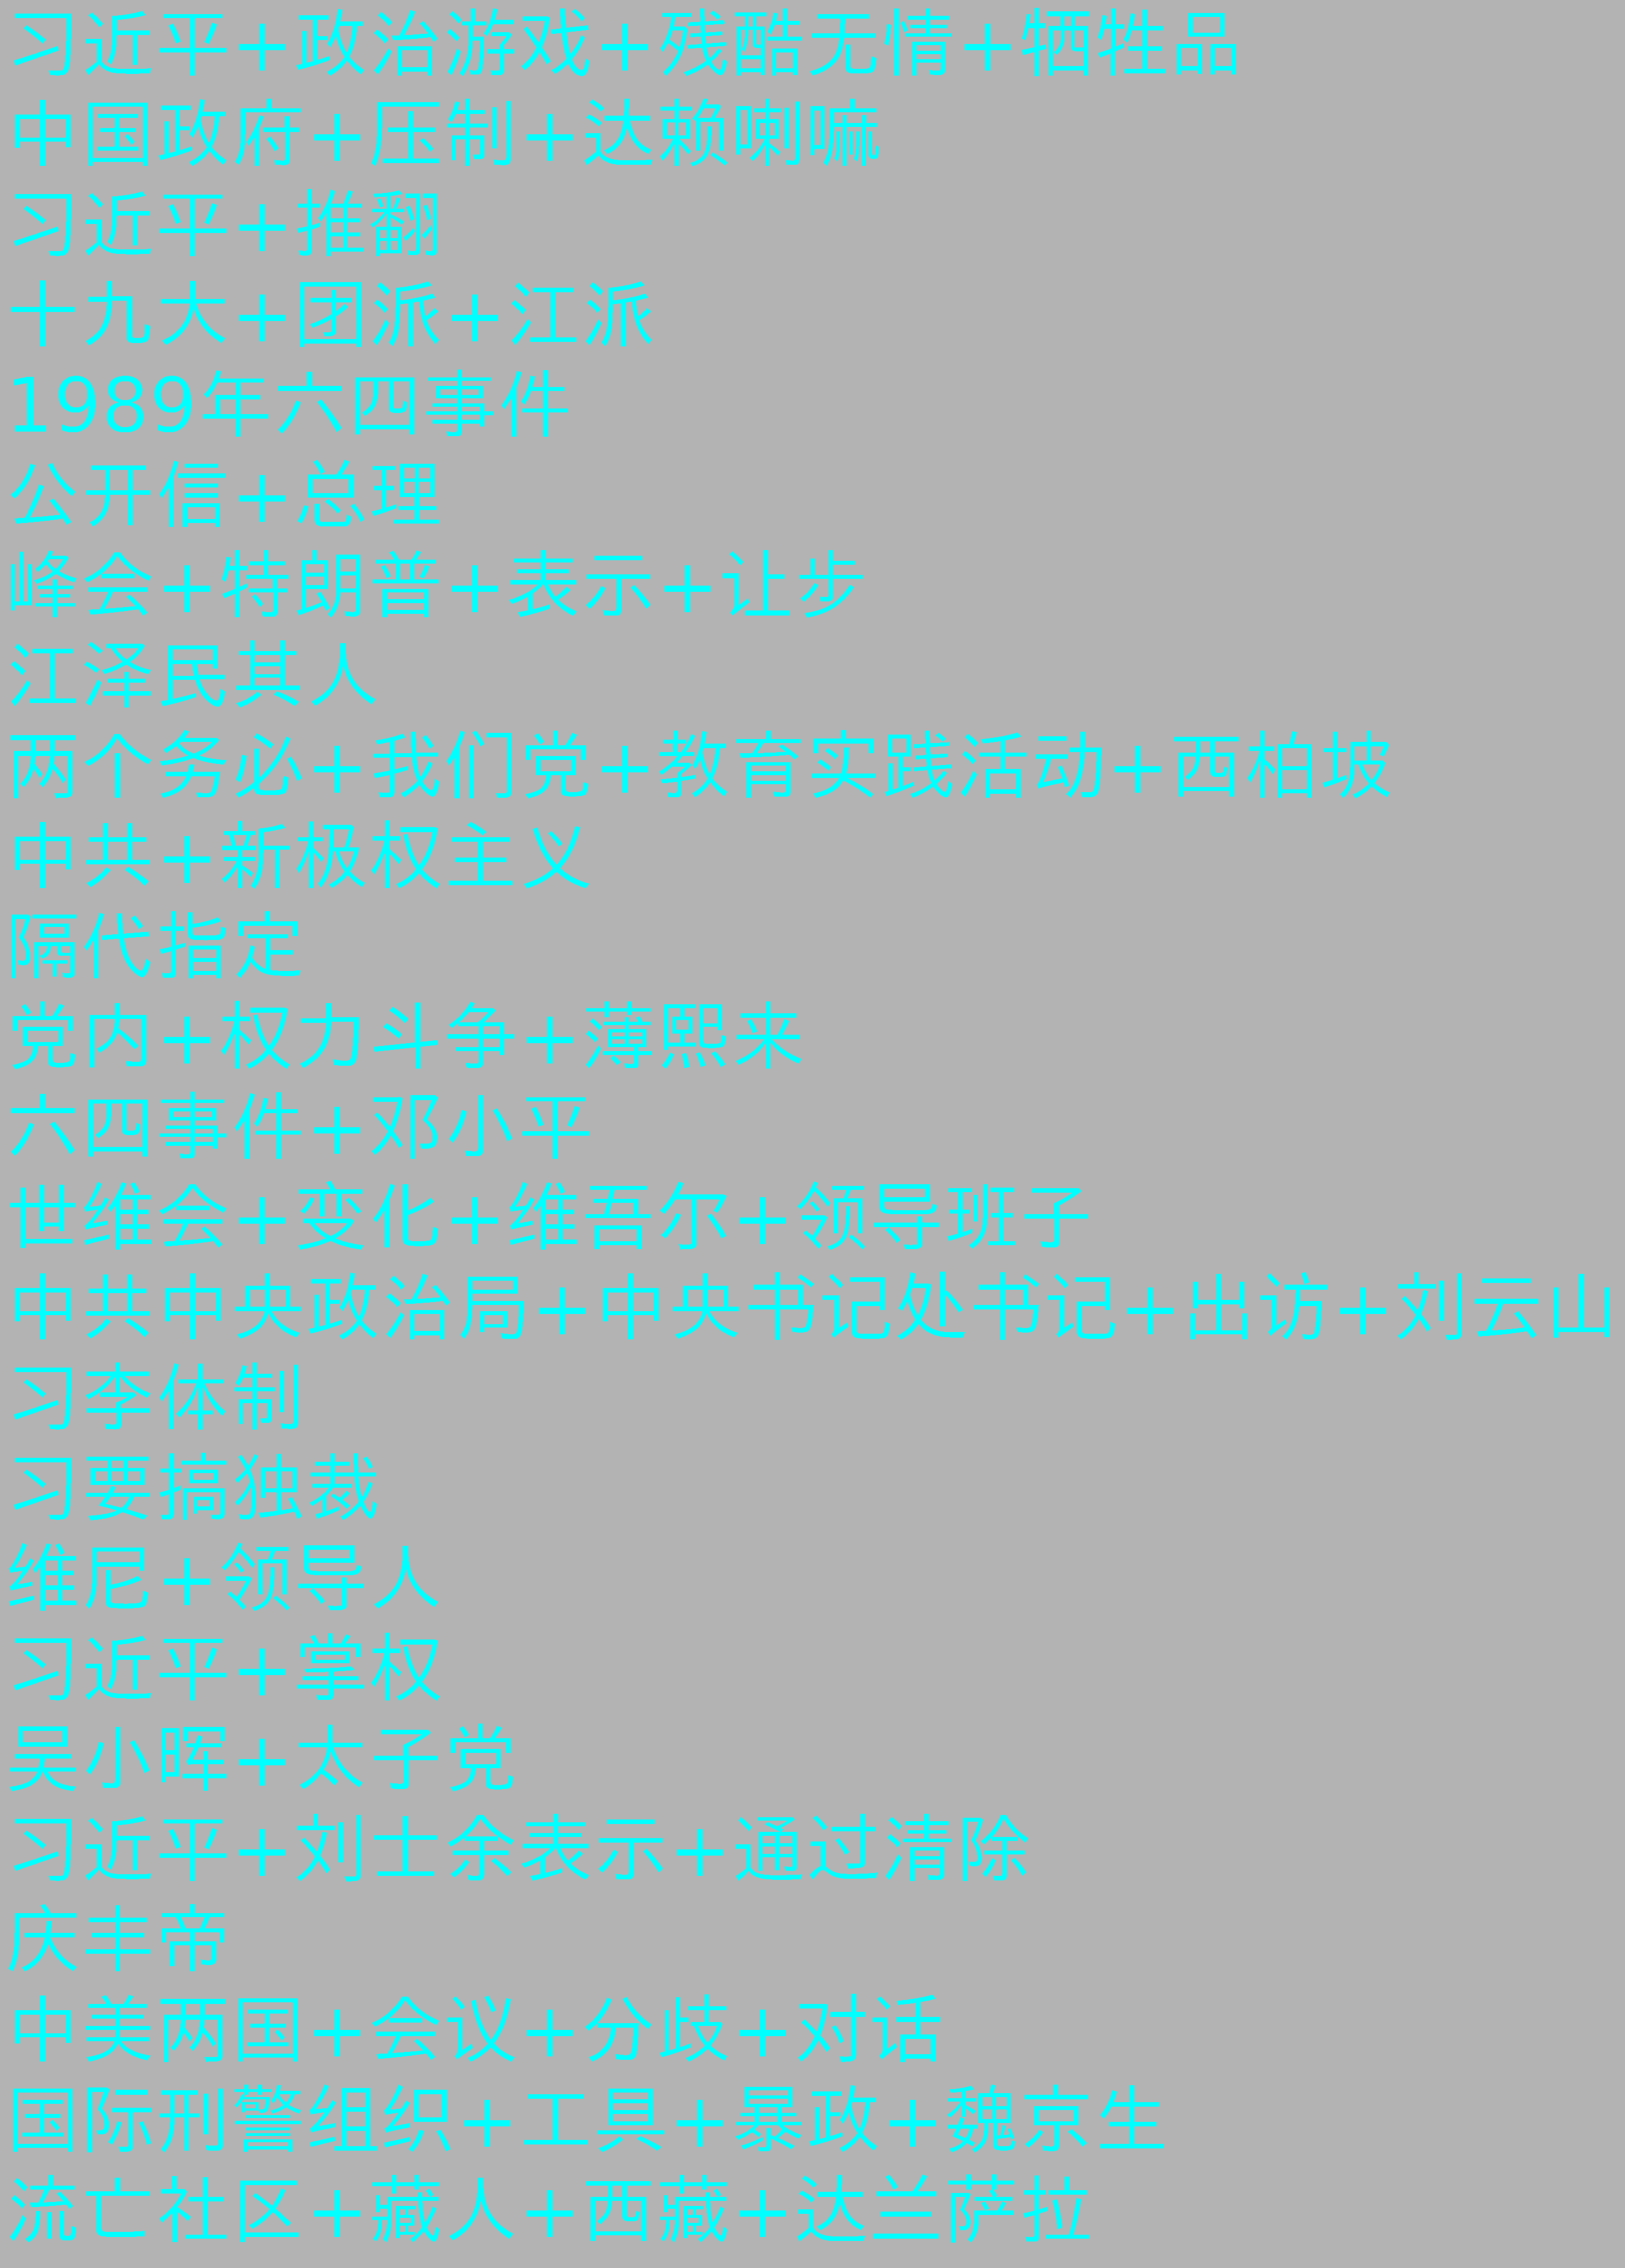 习近平+政治游戏+残酷无情+牺牲品
中国政府+压制+达赖喇嘛
习近平+推翻
十九大+团派+江派
1989年六四事件
公开信+总理
峰会+特朗普+表示+让步
江泽民其人
两个务必+我们党+教育实践活动+西柏坡
中共+新极权主义
隔代指定
党内+权力斗争+薄熙来
六四事件+邓小平
世维会+变化+维吾尔+领导班子
中共中央政治局+中央书记处书记+出访+刘云山
习李体制
习要搞独裁
维尼+领导人
习近平+掌权
吴小晖+太子党
习近平+刘士余表示+通过清除
庆丰帝
中美两国+会议+分歧+对话
国际刑警组织+工具+暴政+魏京生
流亡社区+藏人+西藏+达兰萨拉